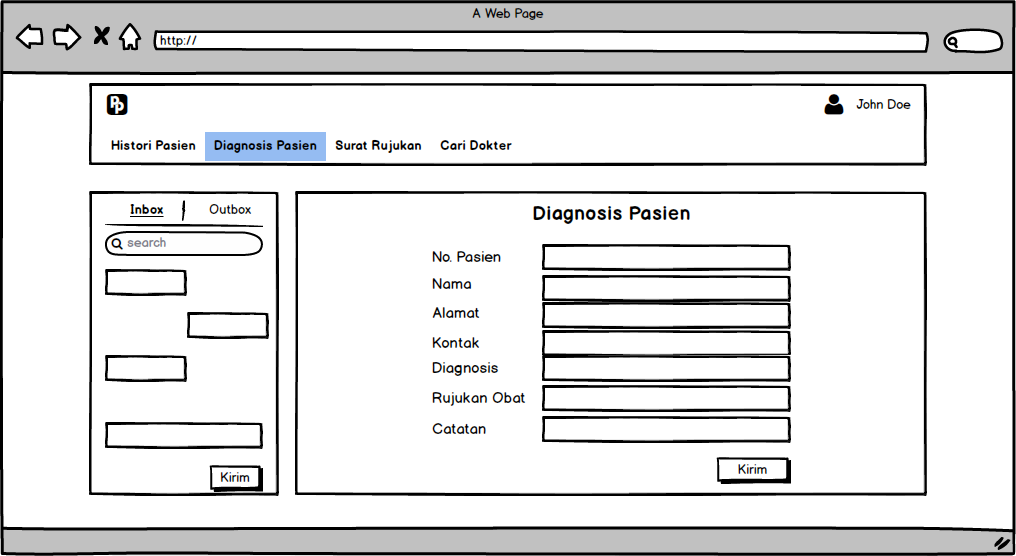 A Web Page
http://
Pp
John Doe
Histori Pasien Diagnosis Pasien Surat Rujukan Cari Dokter
Inbox Outbox
search
Kirim
Diagnosis Pasien
No. Pasien
Nama
Alamat
Kontak
Diagnosis
Rujukan Obat
Catatan
Kirim